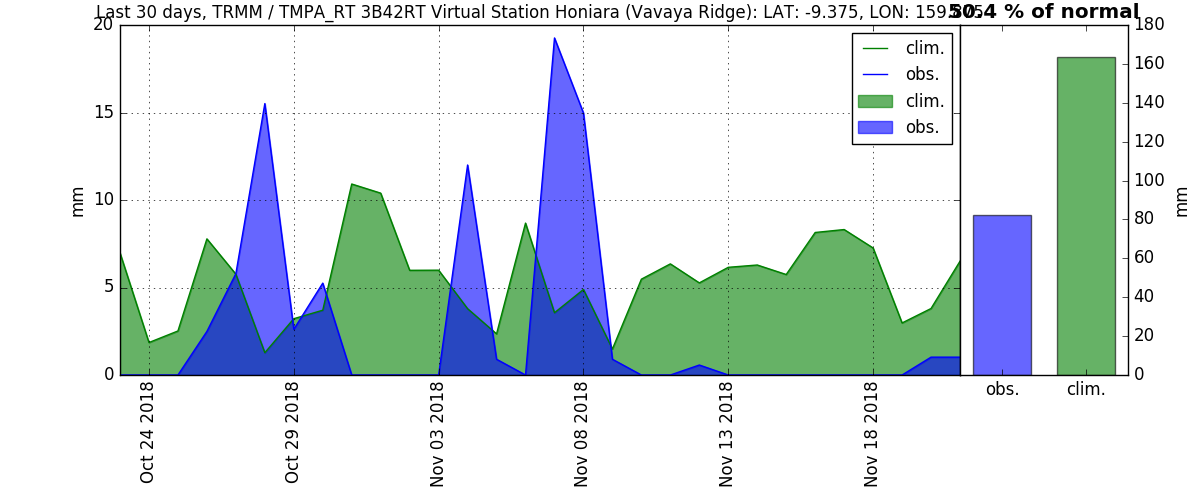 Last 30 days, TRMM / TMPA_RT 3B42RT Virtual Station Honiara (Vavaya Ridge): LAT: -9.375, LON:
50.4 % of normal
20
15
10
5
0
mm
clim.
obs.
clim.
obs.
180
160
140
120
100
80
60
40
20
0
mm
obs.
clim.
Oct 24 2018
Oct 29 2018
Nov 03 2018
Nov 08 2018
Nov 13 2018
Nov 18 2018